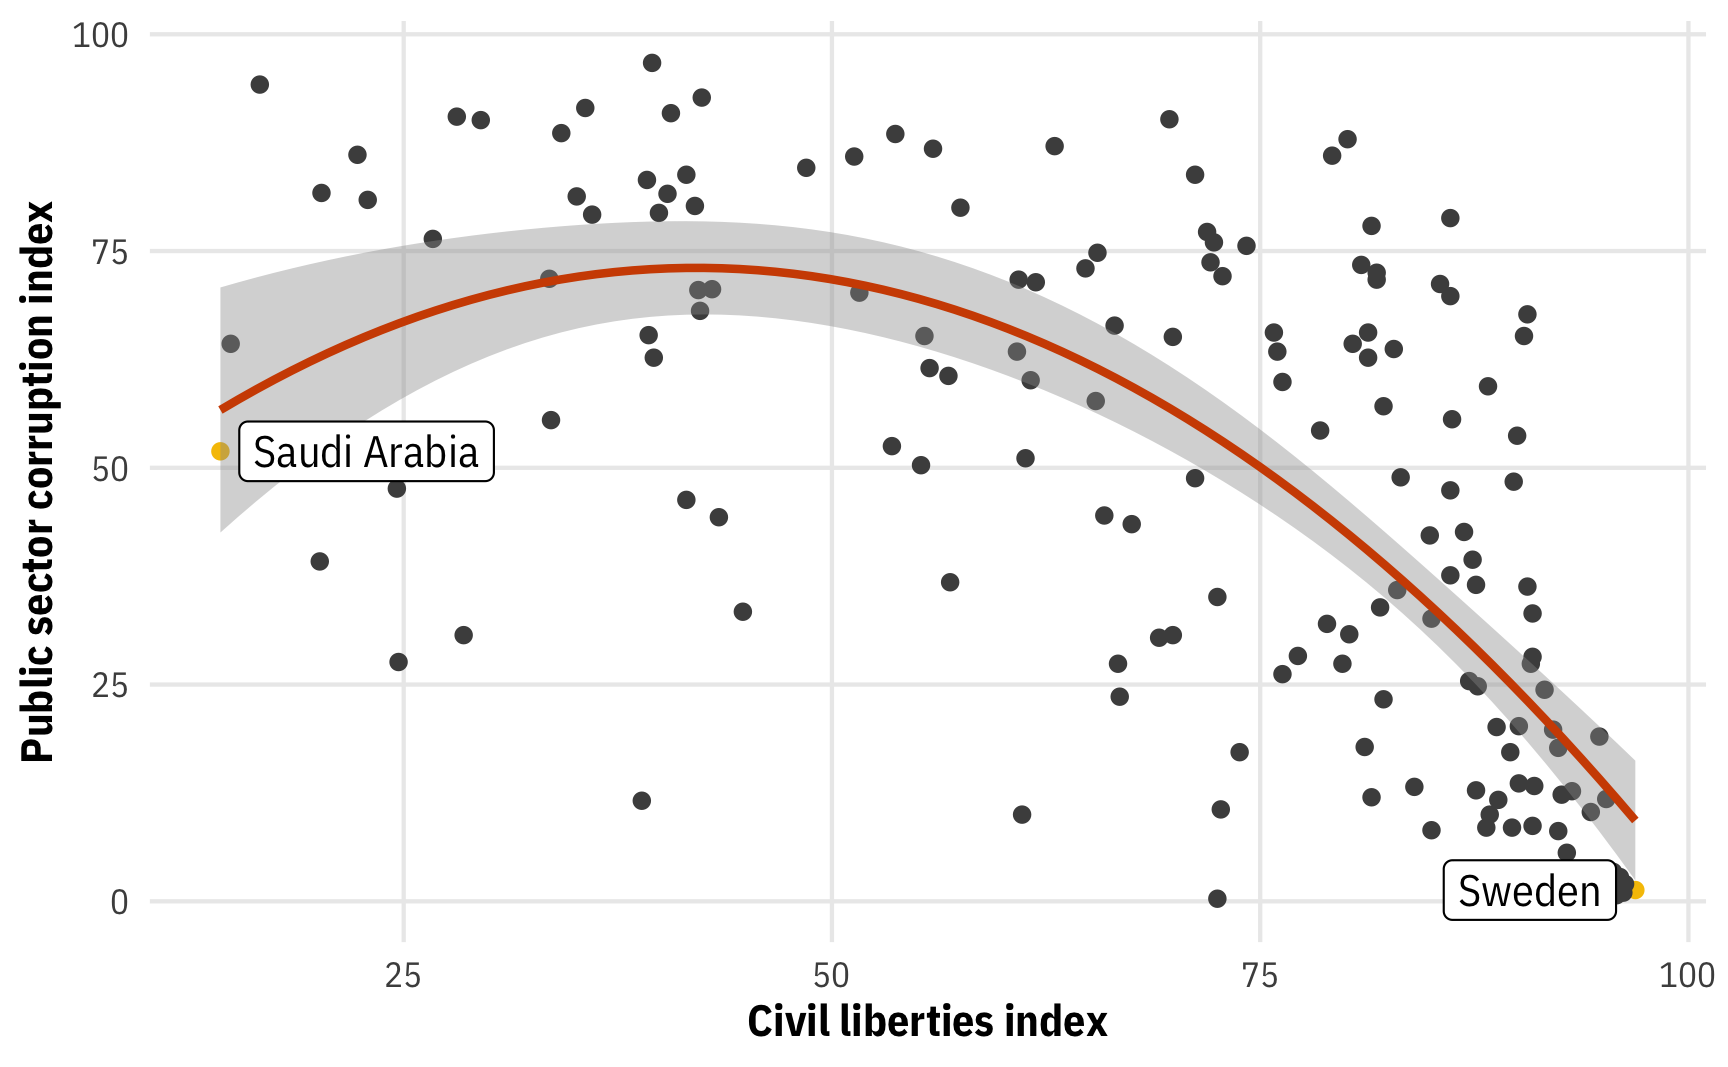 100
75
50
25
0
Public sector corruption index
Saudi Arabia
Sweden
25 50 75 100
Civil liberties index